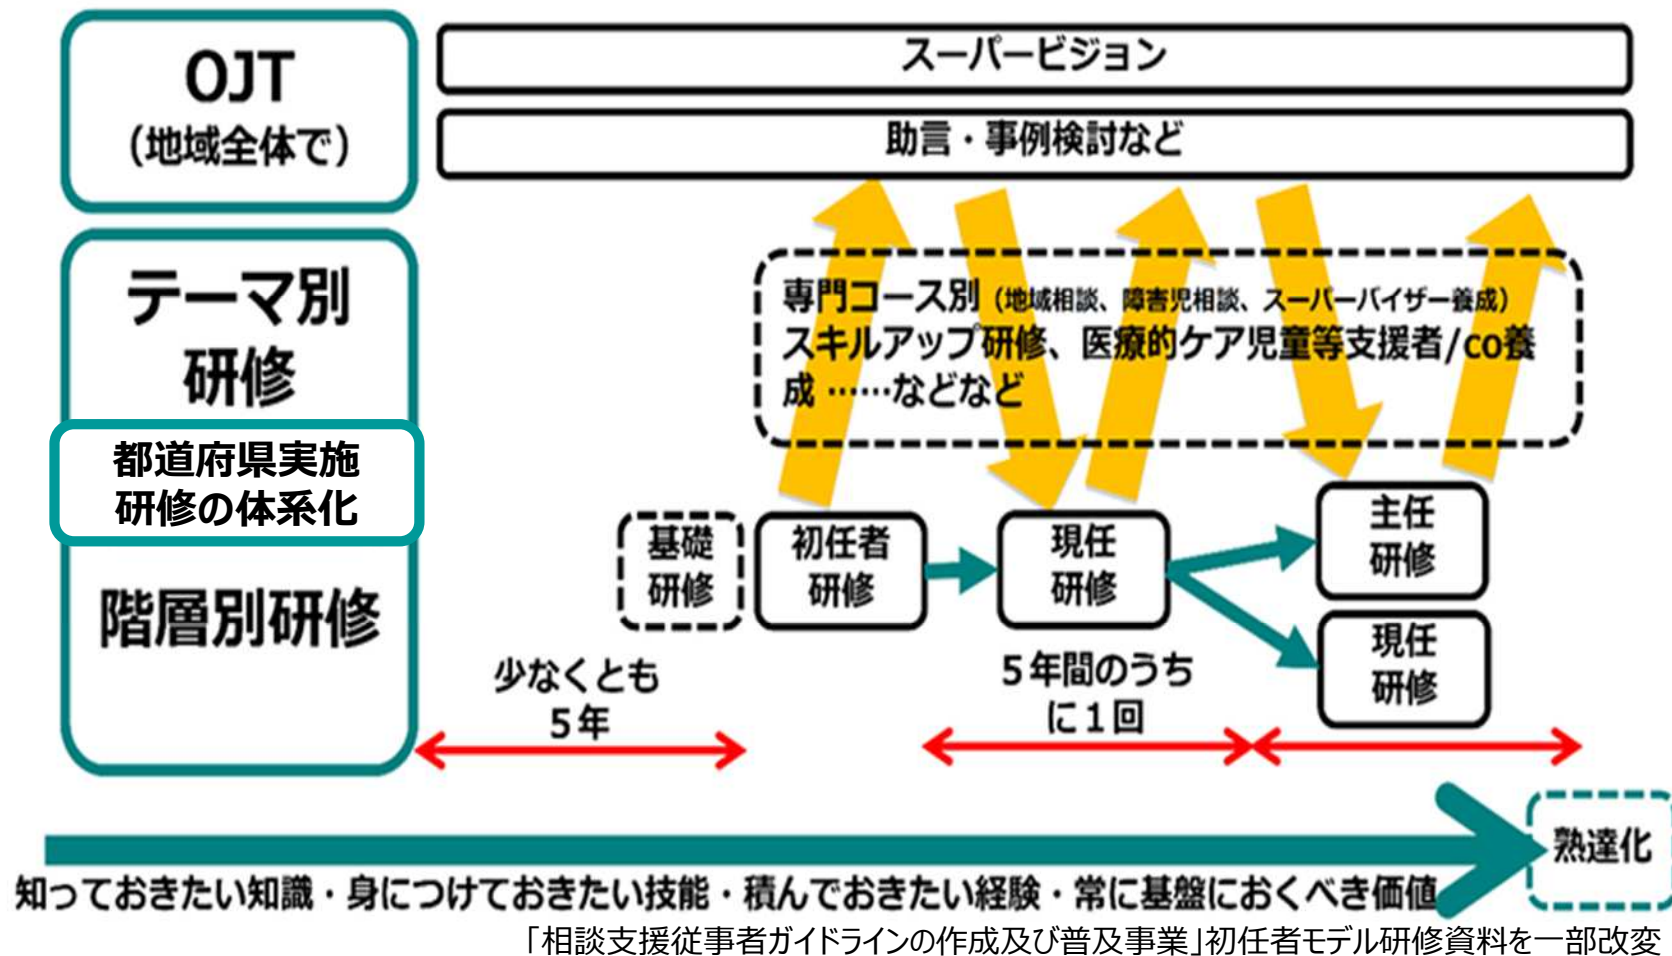 OJT
（地域全体で）
スーパービジョン
助言・事例検討など
テーマ別
研修
都道府県実施
研修の体系化
階層別研修
専門コース別（地域相談、障害児相談、スーパーバイザー養成）
スキルアップ研修、医療的ケア児童等支援者/co養
成 ……などなど
基礎
研修
初任者
研修
現任
研修
主任
研修
現任
研修
少なくとも
５年
５年間のうち
に１回
熟達化
知っておきたい知識・身につけておきたい技能・積んでおきたい経験・常に基盤におくべき価値
「相談支援従事者ガイドラインの作成及び普及事業」初任者モデル研修資料を一部改変